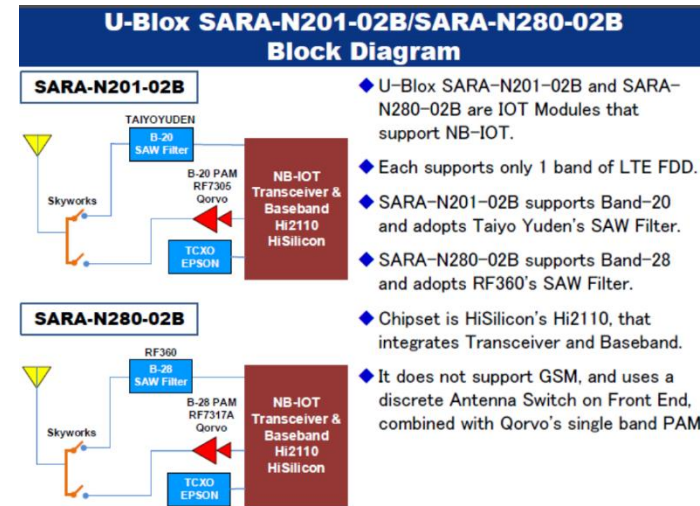 U-Blox SARA-N201-02B/SARA-N280-02B
Block Diagram
SARA-N201-02B
TAIYOYUDEN
B-20
SAW Filter
Skyworks
B-20 PAM
RF7305
Qorvo
TCXO
EPSON
NB-IOT
Transceiver &
Baseband
Hi2110
HiSilicon
SARA-N280-02B
RF360
B-28
SAW Filter
Skyworks
B-28 PAM
RF7317A
Qorvo
TCXO
EPSON
NB-IOT
Transceiver &
Baseband
Hi2110
HiSilicon
U-Blox SARA-N201-02B and SARA-
N280-02B are IOT Modules that
support NB-IOT.
Each supports only 1 band of LTE FDD.
SARA-N201-02B supports Band-20
and adopts Taiyo Yuden's SAW Filter.
SARA-N280-02B supports Band-28
and adopts RF360's SAW Filter.
Chipset is HiSilicon's Hi2110, that
integrates Transceiver and Baseband.
It does not support GSM, and uses a
discrete Antenna Switch on Front End,
combined with Qorvo's single band PAM